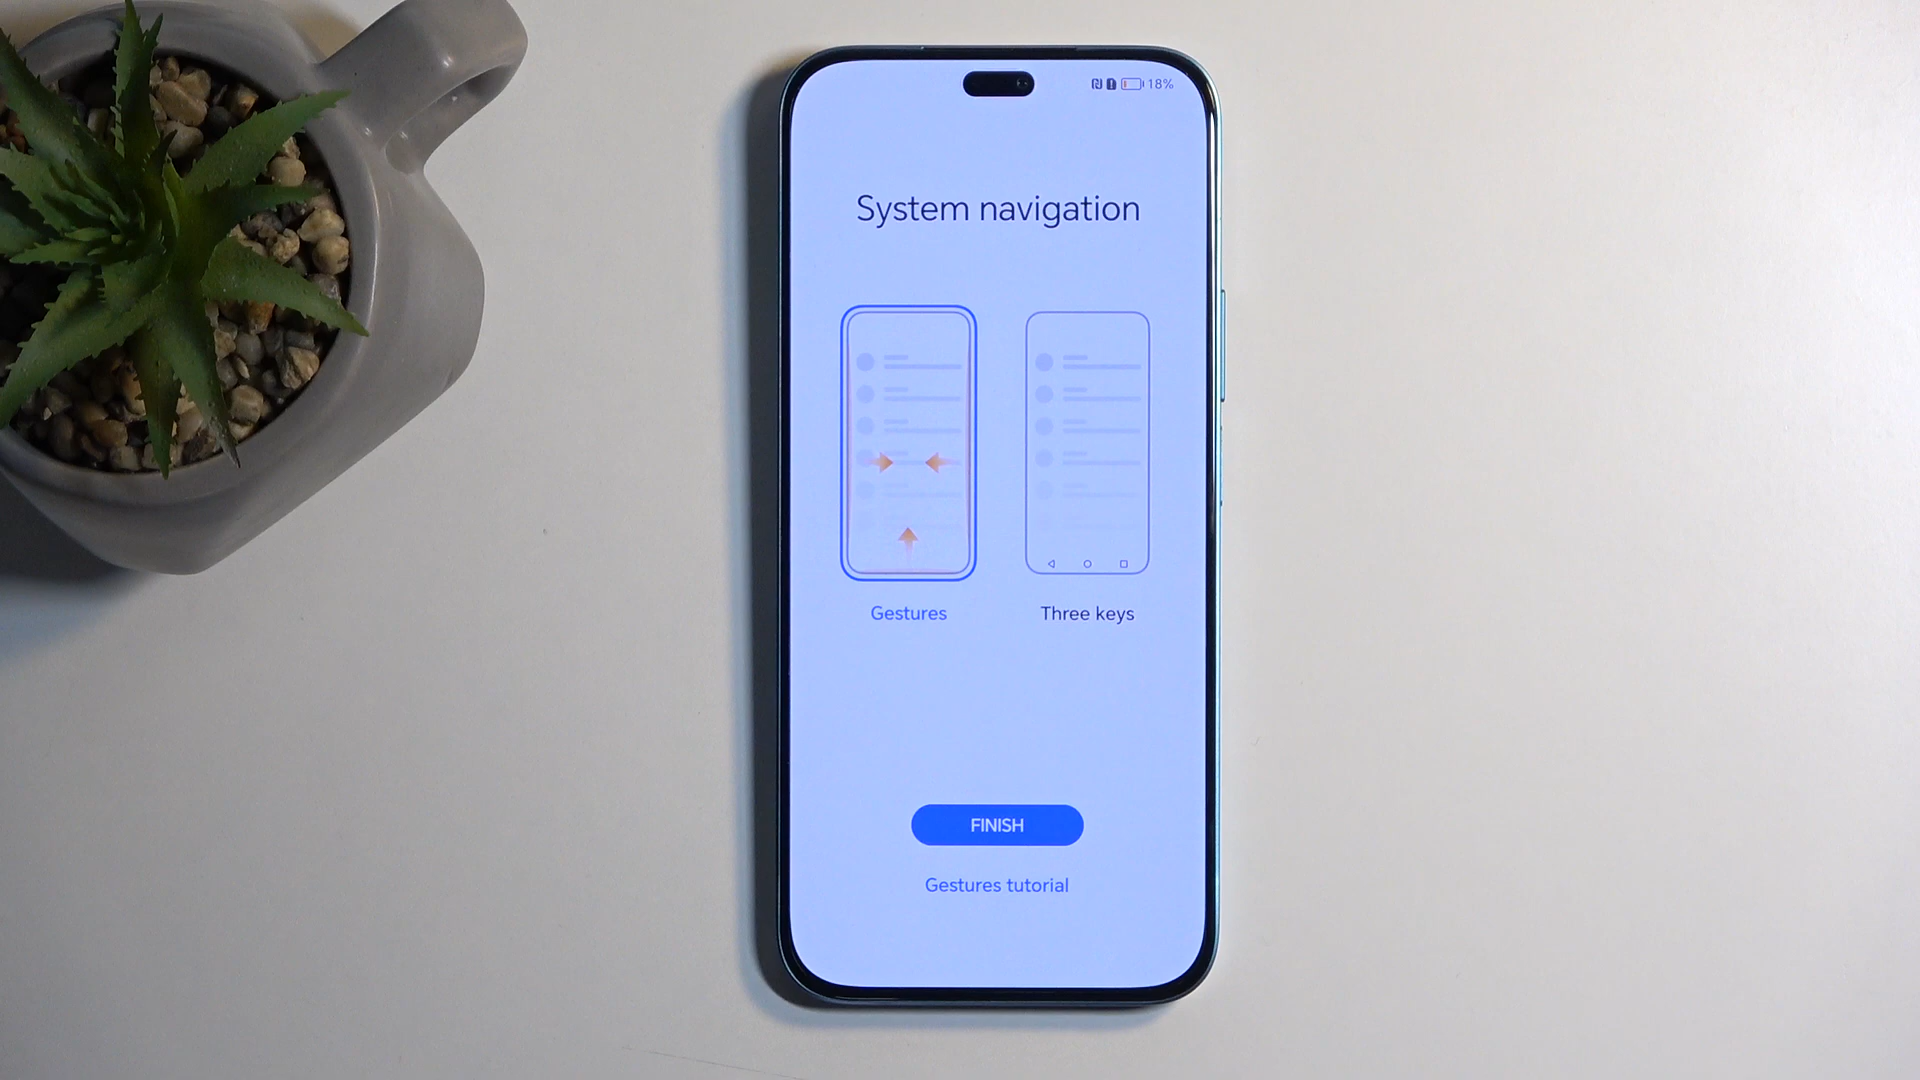 18%
System navigation
Gestures Three keys
FINISH
Gestures tutorial